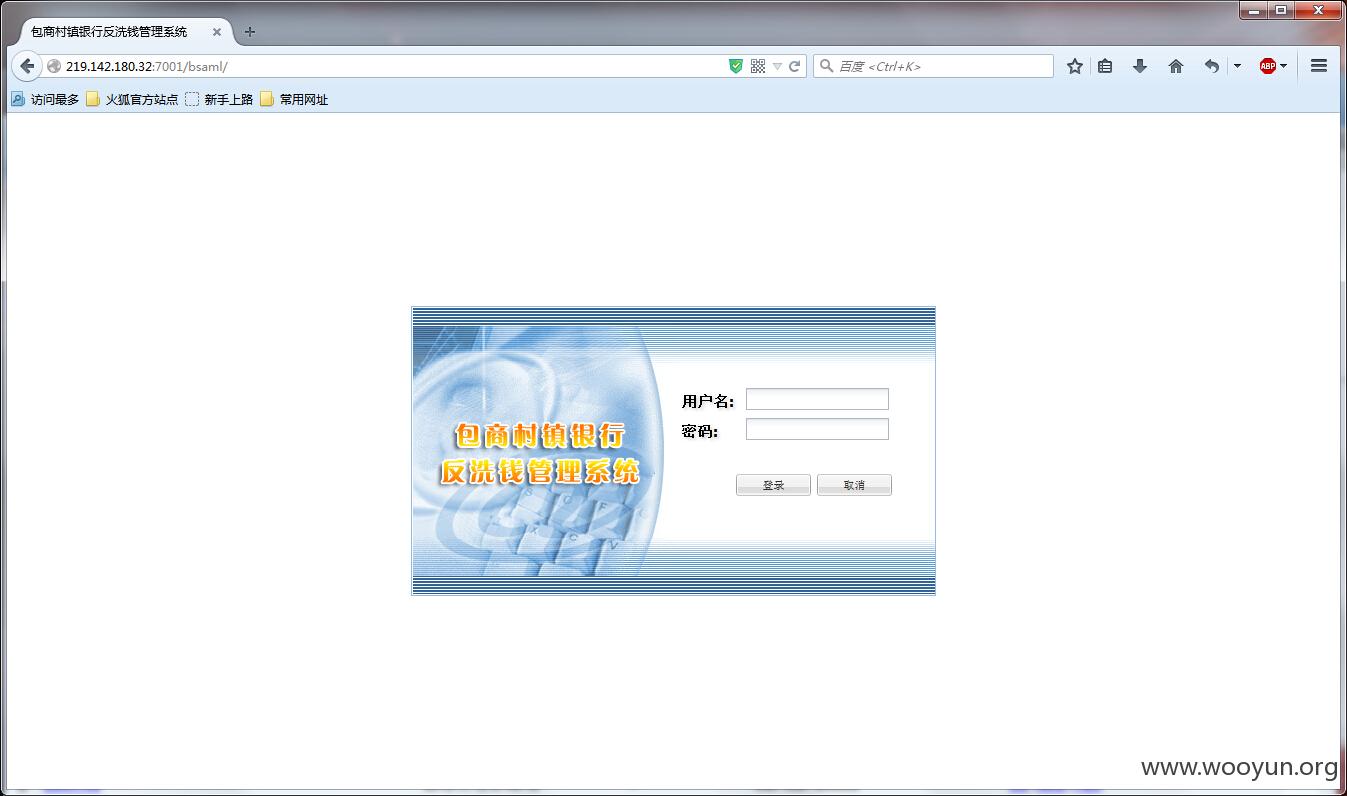 包商村镇银行反洗钱管理系统
219.142.180.32:7001/bsaml/
百度 <Ctrl+K>
ABP
访问最多 火狐官方站点 新手上路 常用网址
用户名:
密码:
包商村镇银行
反洗钱管理系统
登录 取消
www.wooyun.org